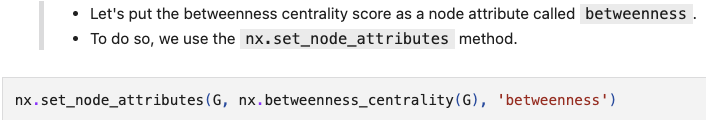 • Let's put the betweenness centrality score as a node attribute called betweenness.
• To do so, we use the nx.set_node_attributes method.
nx.set_node_attributes(G, nx.betweenness_centrality(G), 'betweenness')